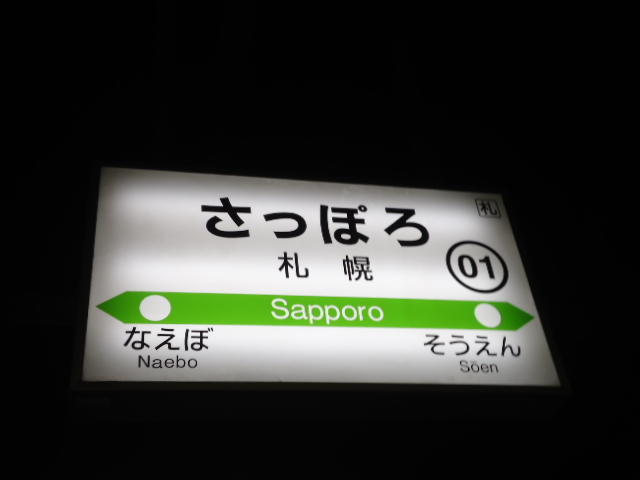 さっぽろ
札
札幌
01
Sapporo
なえぼ
Naebo
そうえん
Sōen